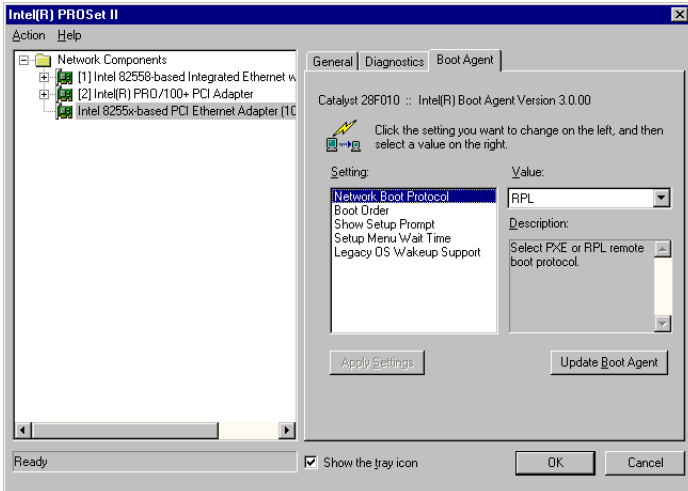 Intel(R) PROSet II
Action Help
Network Components
[1] Intel 82558-based Integrated Ethernet w
[2] Intel(R) PRO/100+ PCI Adapter
Intel 8255x-based PCI Ethernet Adapter (10
General Diagnostics Boot Agent
Catalyst 28F010 :: Intel(R) Boot Agent Version 3.0.00
Click the setting you want to change on the left, and then
select a value on the right.
Setting:
Network Boot Protocol
Boot Order
Show Setup Prompt
Setup Menu Wait Time
Legacy OS Wakeup Support
Value:
RPL
Description:
Select PXE or RPL remote
boot protocol.
Apply Settings
Update Boot Agent
Ready
Show the tray icon
OK
Cancel